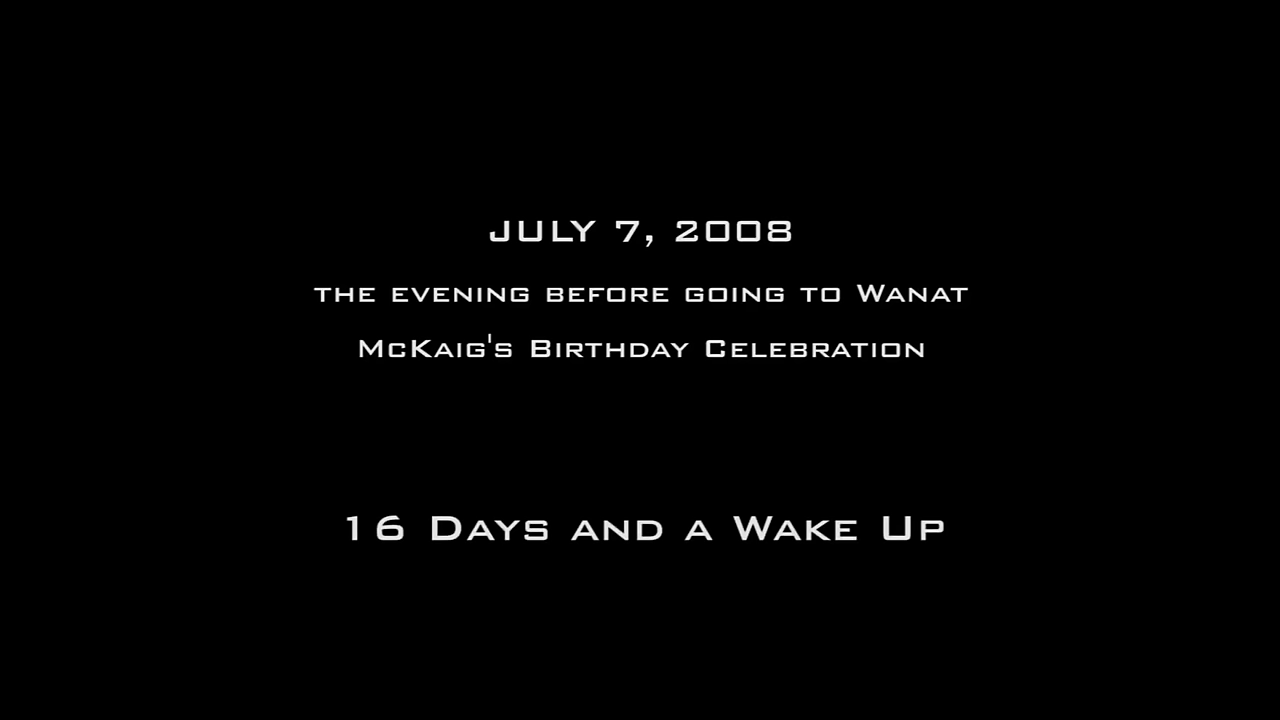 JULY 7, 2008
THE EVENING BEFORE GOING TO WANAT
MCKAIG'S BIRTHDAY CELEBRATION
16 DAYS AND A WAKE UP